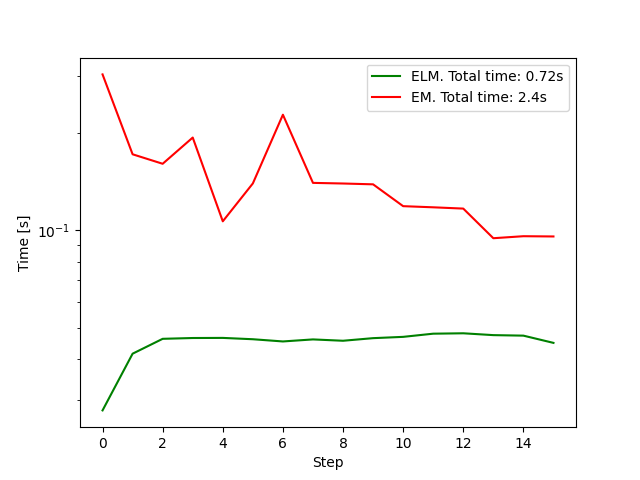 ELM. Total time: 0.72s
EM. Total time: 2.4s
Time [s]
10⁻¹
0 2 4 6 8 10 12 14
Step